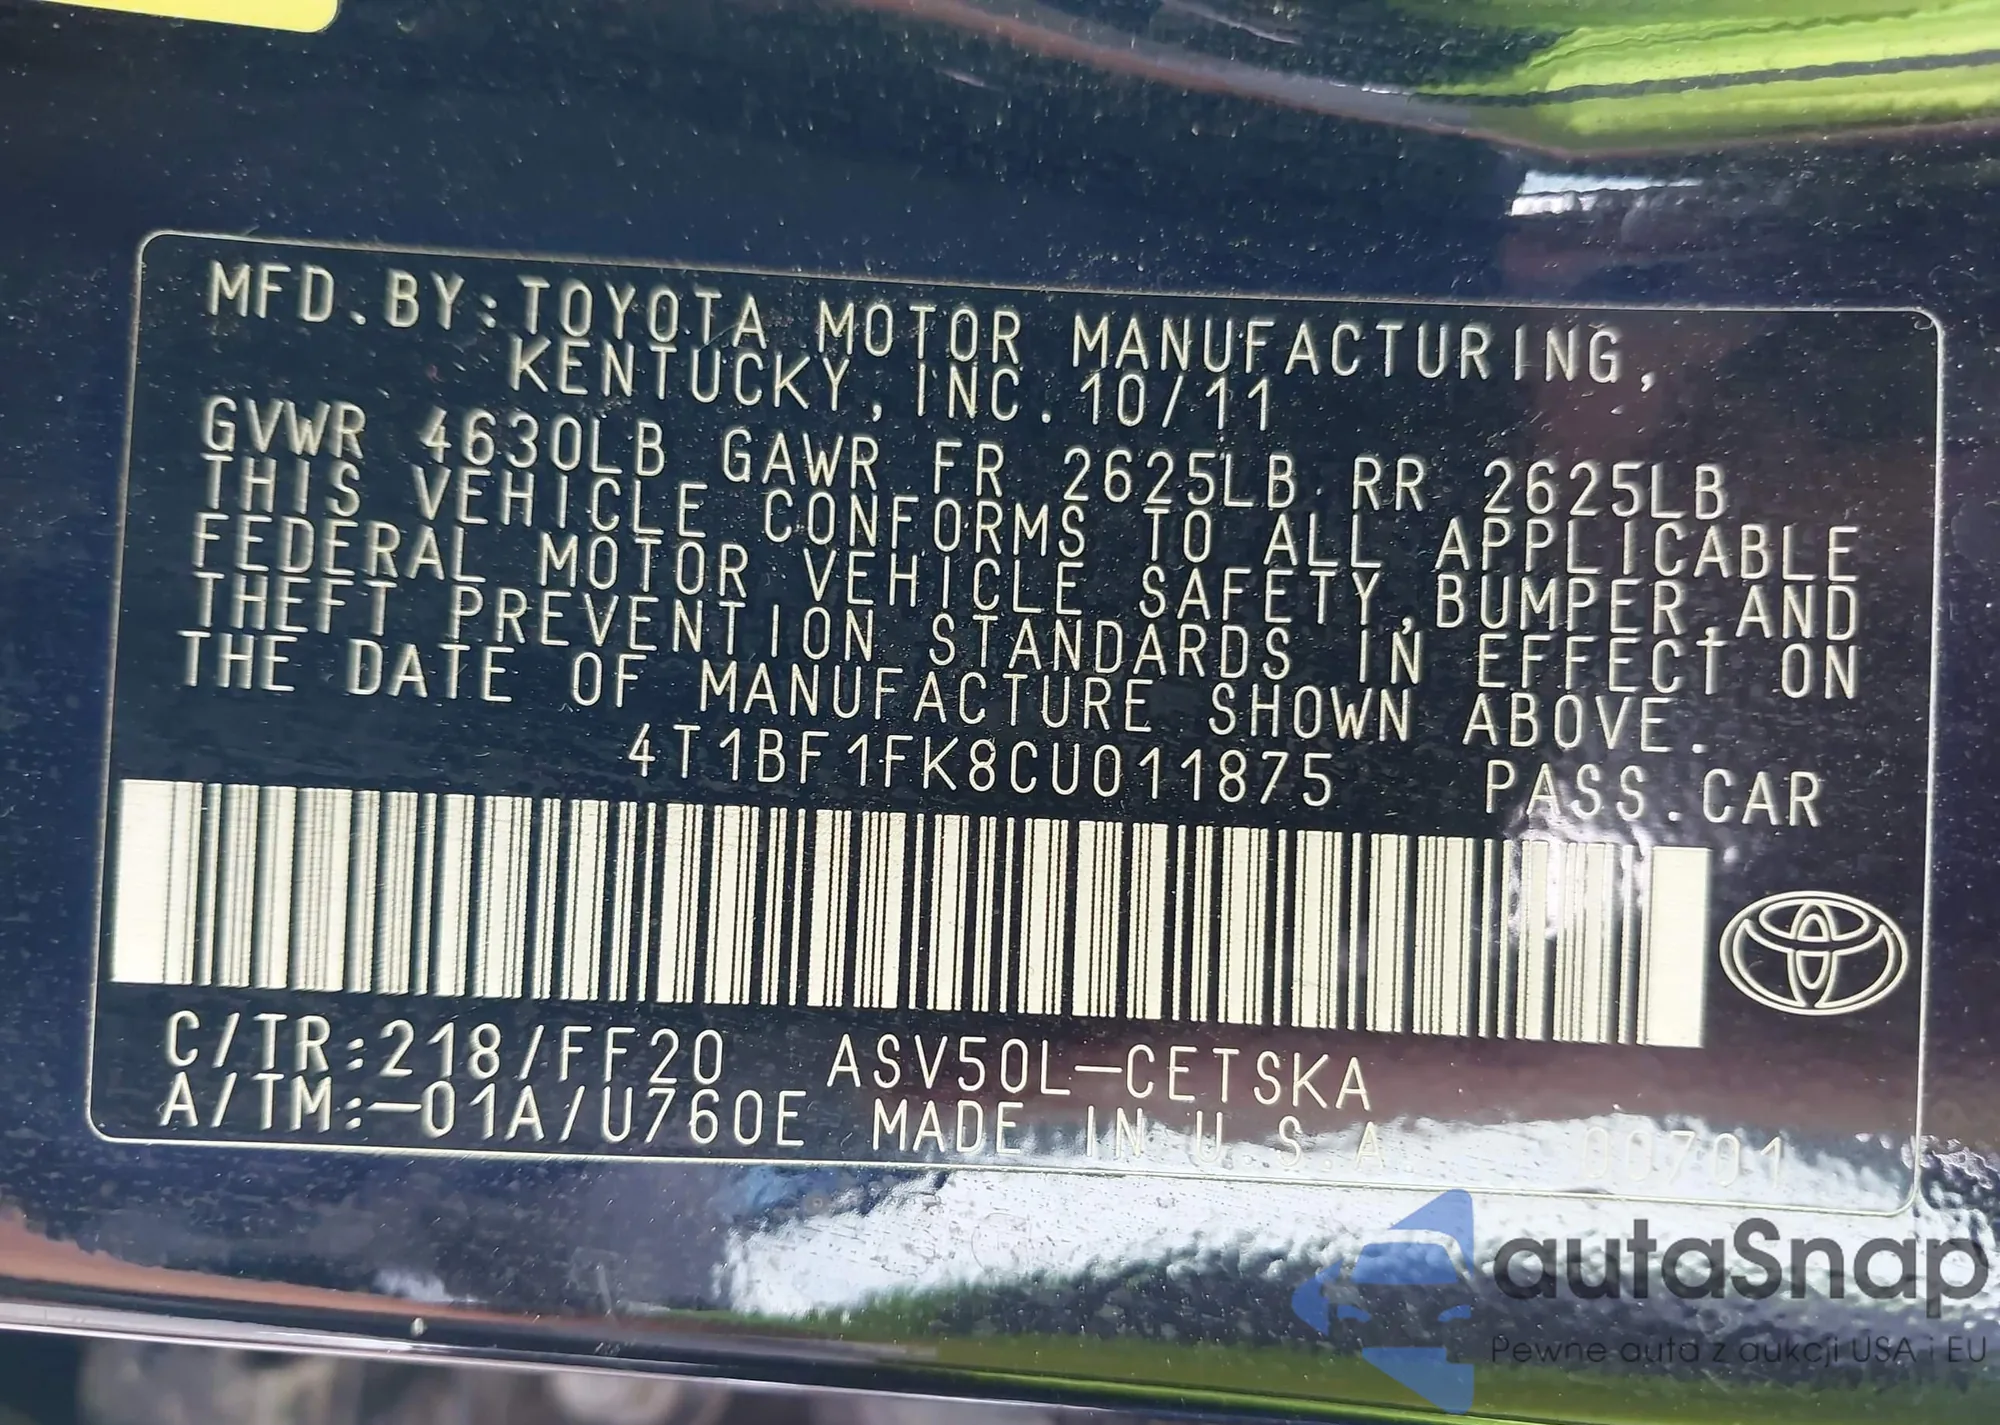 MFD.BY:TOYOTA MOTOR MANUFACTURING,
KENTUCKY, INC. 10/11
GVWR 4630LB GAWR FR 2625LB RR 2625LB
THIS VEHICLE CONFORMS TO ALL APPLICABLE
FEDERAL MOTOR VEHICLE SAFETY,BUMPER,AND
THEFT PREVENTION STANDARDS IN EFFECT ON
THE DATE OF MANUFACTURE SHOWN ABOVE.
4T1BF1FK8CU011875 PASS.CAR
C/TR:218/FF20 ASV50L-CETSKA
A/TM:-01A/U760E MADE IN U.S.A. 00701
autaSnap
Pewne auta z aukcji USA i EU